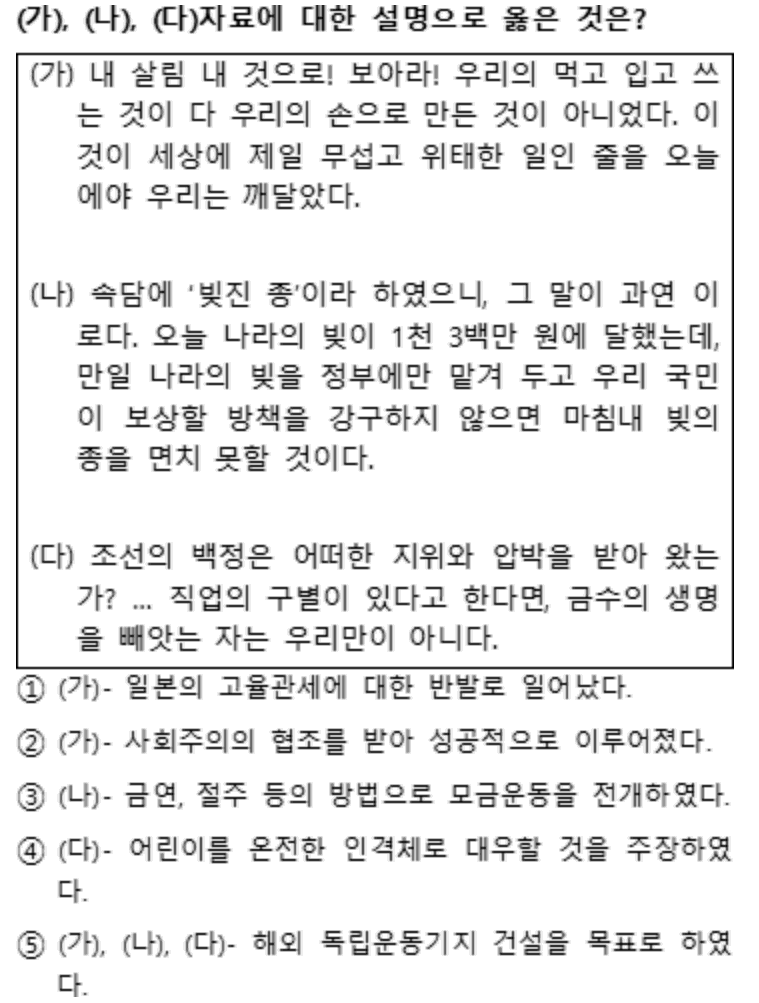 (가), (나), (다)자료에 대한 설명으로 옳은 것은?
(가) 내 살림 내 것으로! 보아라! 우리의 먹고 입고 쓰
는 것이 다 우리의 손으로 만든 것이 아니었다. 이
것이 세상에 제일 무섭고 위태한 일인 줄을 오늘
에야 우리는 깨달았다.
(나) 속담에 ‘빚진 종’이라 하였으니, 그 말이 과연 이
로다. 오늘 나라의 빚이 1천 3백만 원에 달했는데,
만일 나라의 빚을 정부에만 맡겨 두고 우리 국민
이 보상할 방책을 강구하지 않으면 마침내 빚의
종을 면치 못할 것이다.
(다) 조선의 백정은 어떠한 지위와 압박을 받아 왔는
가? ... 직업의 구별이 있다고 한다면, 금수의 생명
을 빼앗는 자는 우리만이 아니다.
① (가)- 일본의 고율관세에 대한 반발로 일어났다.
② (가)- 사회주의의 협조를 받아 성공적으로 이루어졌다.
③ (나)- 금연, 절주 등의 방법으로 모금운동을 전개하였다.
④ (다)- 어린이를 온전한 인격체로 대우할 것을 주장하였
다.
⑤ (가), (나), (다)- 해외 독립운동기지 건설을 목표로 하였
다.